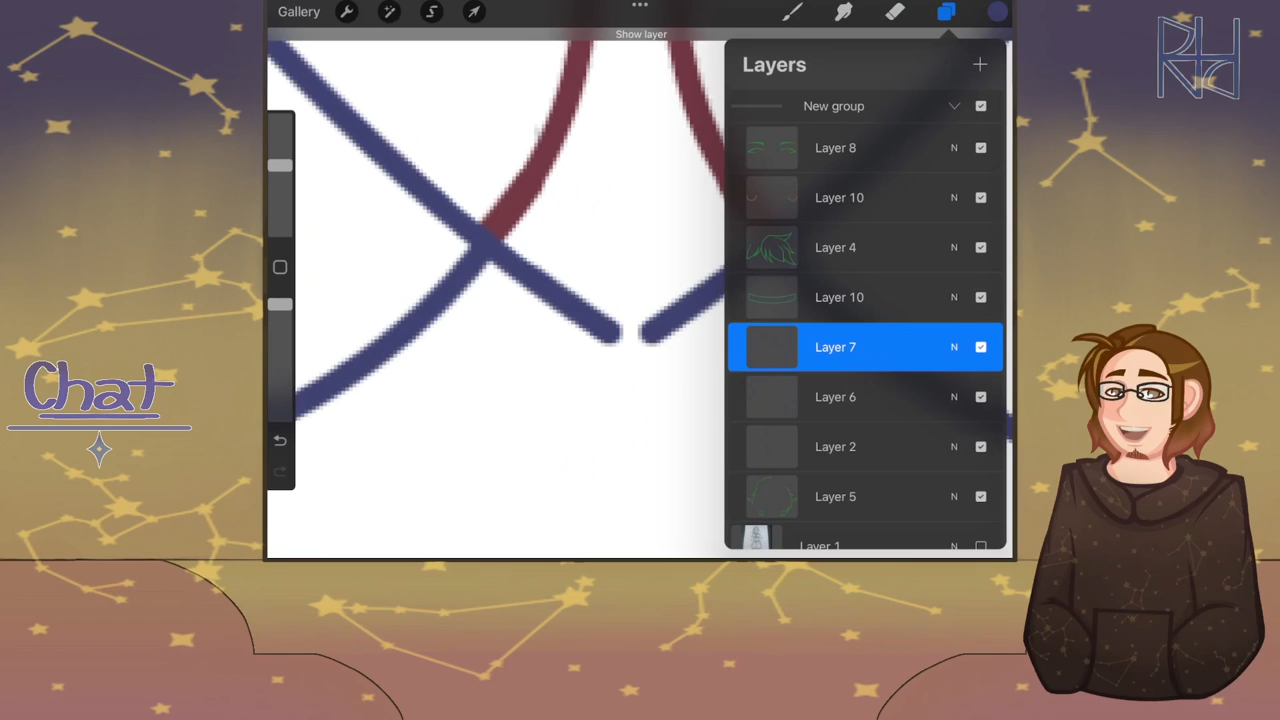 Gallery
Show layer
Layers
New group
Layer 8 N
Layer 10 N
Layer 4 N
Layer 10 N
Layer 7 N
Layer 6 N
Layer 2 N
Layer 5 N
Layer 1 N
Chat